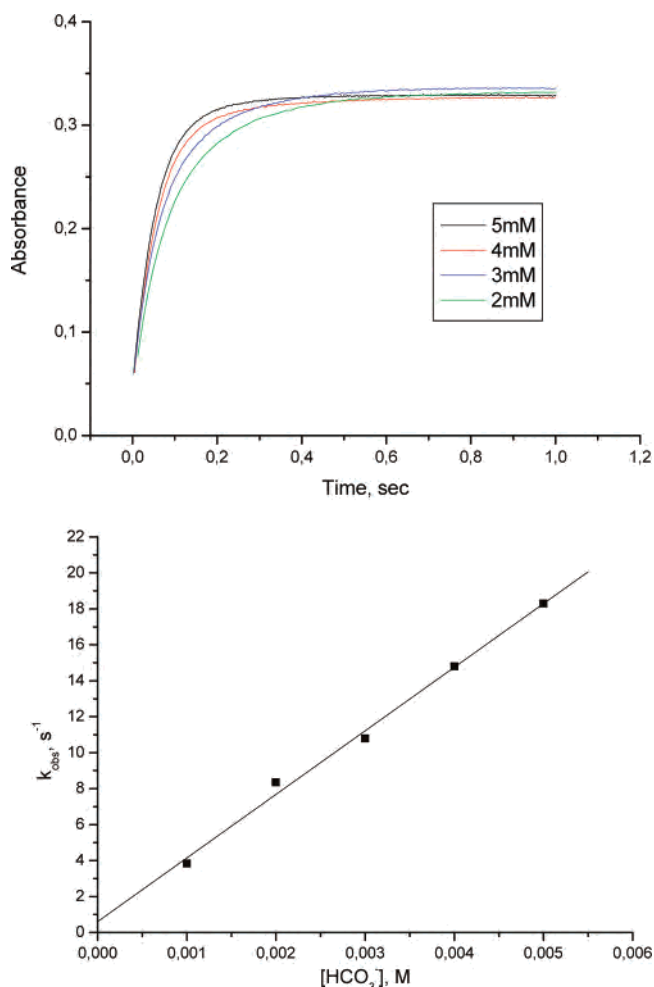 0,4
0,3
0,2
0,1
0,0
Absorbance
5mM
4mM
3mM
2mM
0,0 0,2 0,4 0,6 0,8 1,0 1,2
Time, sec
22
20
18
16
14
12
10
8
6
4
2
0
k_obs, s⁻¹
0,000 0,001 0,002 0,003 0,004 0,005 0,006
[HCO₃⁻], M